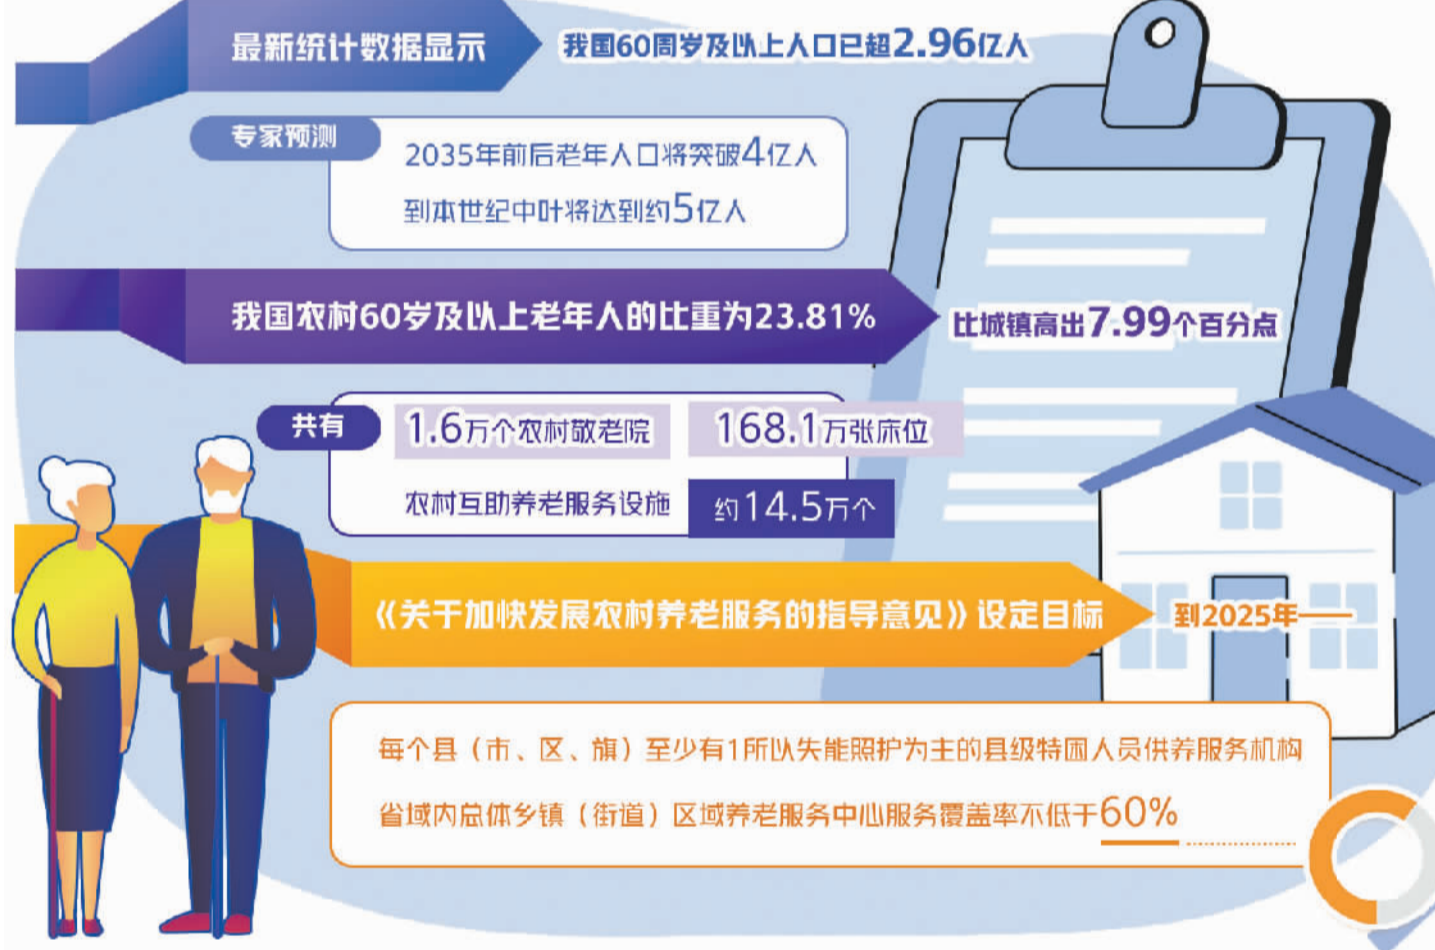 最新统计数据显示 我国60周岁及以上人口已超2.96亿人
专家预测
2035年前后老年人口将突破4亿人
到本世纪中叶将达到约5亿人
我国农村60岁及以上老年人的比重为23.81% 比城镇高出7.99个百分点
共有 1.6万个农村敬老院 168.1万张床位
农村互助养老服务设施 约14.5万个
《关于加快发展农村养老服务的指导意见》设定目标 到2025年——
每个县（市、区、旗）至少有1所以失能照护为主的县级特困人员供养服务机构
省域内总体乡镇（街道）区域养老服务中心服务覆盖率不低于60%